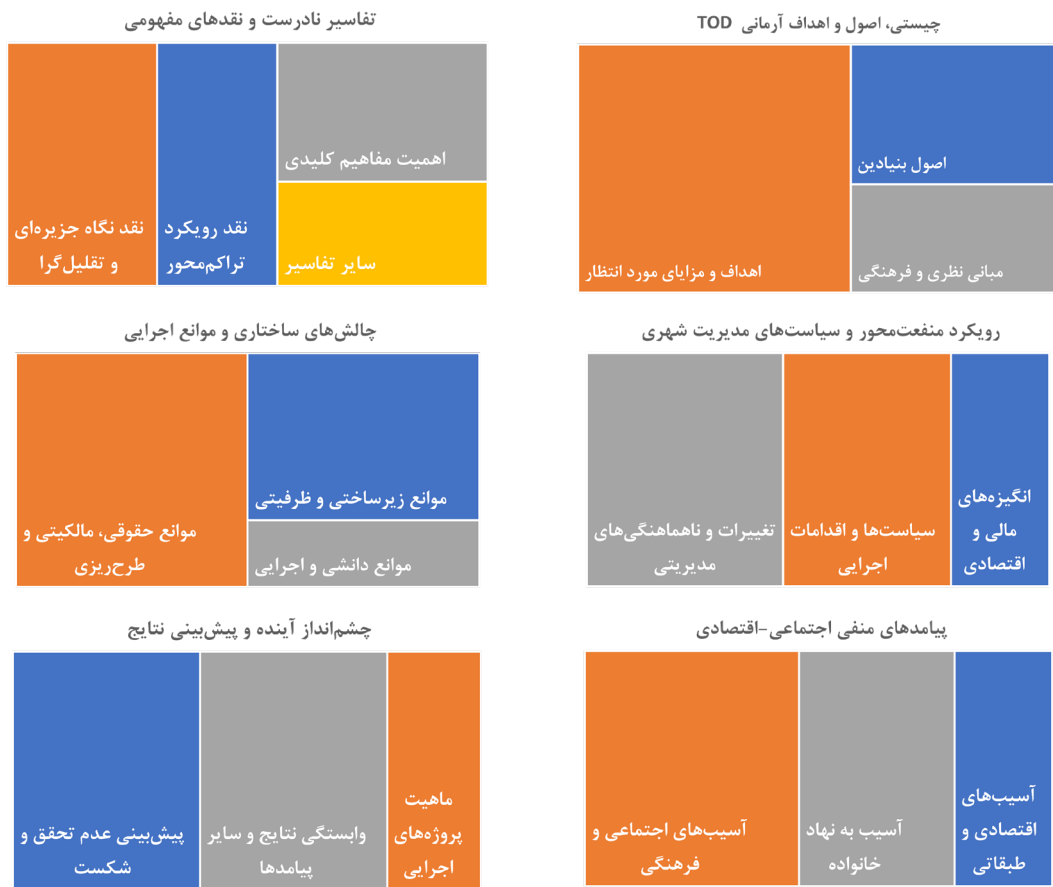 چیستی، اصول و اهداف آرمانی TOD
اصول بنیادین
اهداف و مزایای مورد انتظار
مبانی نظری و فرهنگی
تفاسیر نادرست و نقدهای مفهومی
اهمیت مفاهیم کلیدی
سایر تفاسیر
نقد رویکرد
تراکم‌محور
نقد نگاه جزیره‌ای
و تقلیل‌گرا
رویکرد منفعت‌محور و سیاست‌های مدیریت شهری
انگیزه‌های
مالی و
اقتصادی
سیاست‌ها و اقدامات
اجرایی
تغییرات و ناهماهنگی‌های
مدیریتی
چالش‌های ساختاری و موانع اجرایی
موانع زیرساختی و ظرفیتی
موانع دانشی و اجرایی
موانع حقوقی، مالکیتی و
طرح‌ریزی
پیامدهای منفی اجتماعی-اقتصادی
آسیب‌های
اقتصادی و
طبقاتی
آسیب به نهاد
خانواده
آسیب‌های اجتماعی و
فرهنگی
چشم‌انداز آینده و پیش‌بینی نتایج
ماهیت
پروژه‌های
اجرایی
وابستگی نتایج و سایر
پیامدها
پیش‌بینی عدم تحقق و
شکست